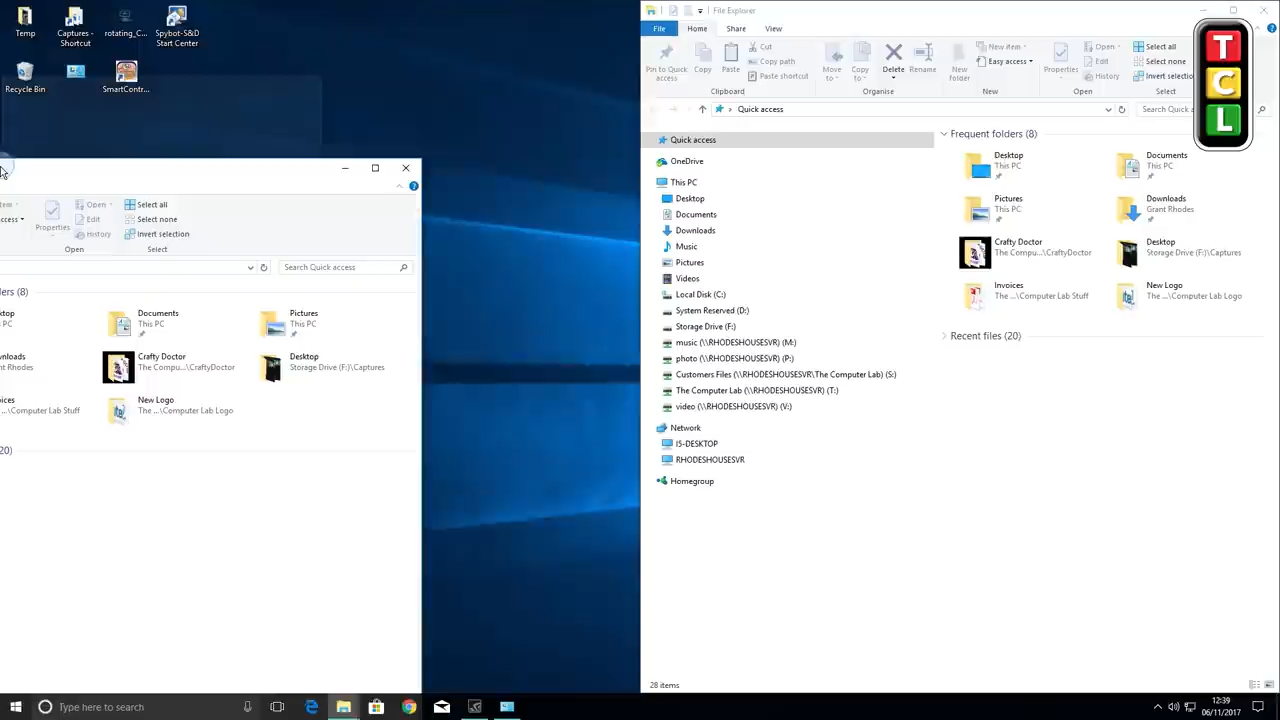 Temp
Captures - Shortcut
rotating_C...
Spybot-S&D Start Center
Recycle Bin
SmartContr...
Open
Select all
Edit
Select none
Properties
History
Invert selection
Open
Select
Search Quick access
ders (8)
Documents
This PC
Pictures
This PC
Crafty Doctor
The Compu...\CraftyDoctor
Desktop
Storage Drive (F:)\Captures
...\Computer Lab Stuff
New Logo
The ...\Computer Lab Logo
20)
File Explorer
File
Home
Share
View
Pin to Quick access
Copy
Paste
Cut
Copy path
Paste shortcut
Move to
Copy to
Delete
Rename
New folder
New item
Easy access
Properties
Open
Edit
History
Select all
Select none
Invert selectio
Clipboard
Organise
New
Open
Select
TCL
Quick access
Search Qu
Quick access
OneDrive
This PC
Desktop
Documents
Downloads
Music
Pictures
Videos
Local Disk (C:)
System Reserved (D:)
Storage Drive (F:)
music (\\RHODESHOUSESVR) (M:)
photo (\\RHODESHOUSESVR) (P:)
Customers Files (\\RHODESHOUSESVR\The Computer Lab) (S:)
The Computer Lab (\\RHODESHOUSESVR) (T:)
video (\\RHODESHOUSESVR) (V:)
Network
I5-DESKTOP
RHODESHOUSESVR
Homegroup
Frequent folders (8)
Desktop
This PC
Documents
This PC
Pictures
This PC
Downloads
Grant Rhodes
Crafty Doctor
The Compu...\CraftyDoctor
Desktop
Storage Drive (F:)\Captures
Invoices
The ...\Computer Lab Stuff
New Logo
The ...\Computer Lab Logo
Recent files (20)
28 items
Type here to search
12:39
06/11/2017